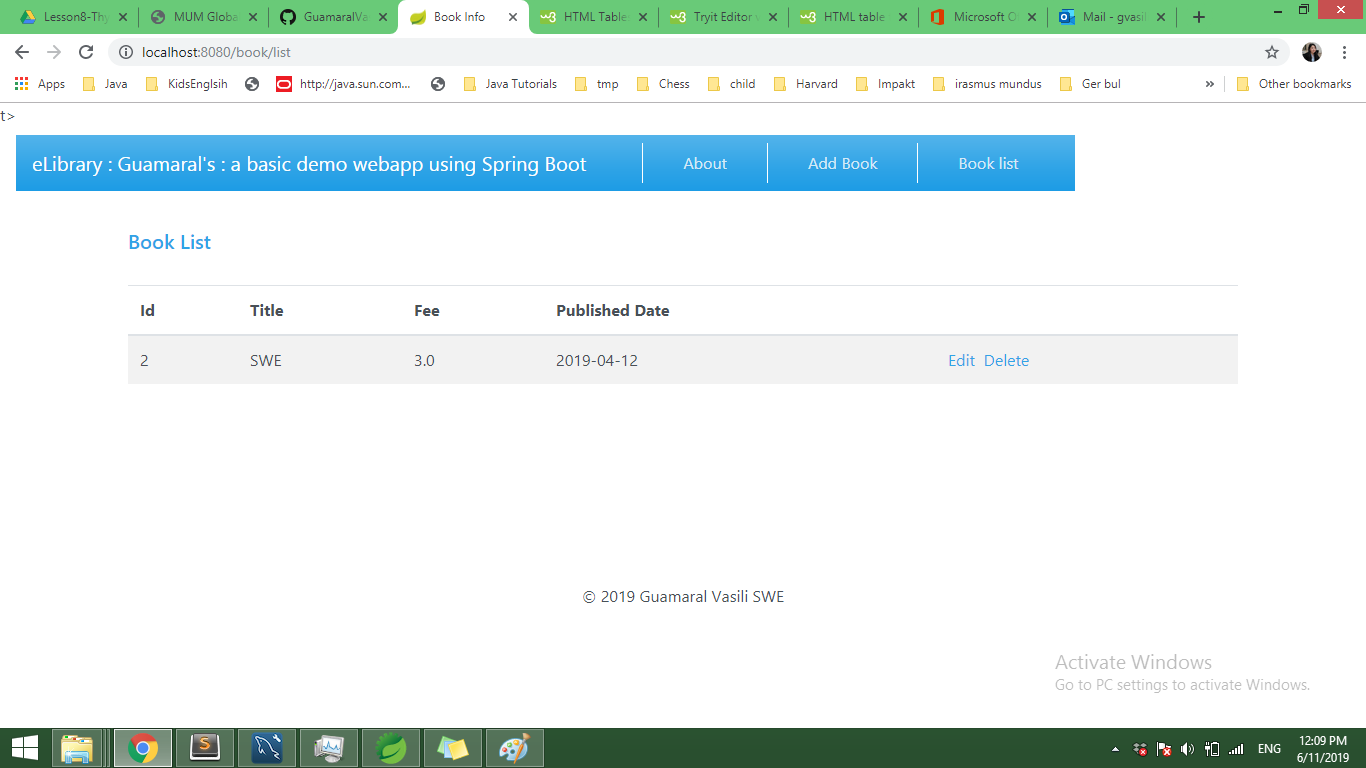 Lesson8-Thy
MUM Globa
GuamaralVa
Book Info
HTML Table
Tryit Editor v
HTML table
Microsoft O
Mail - gvasil
localhost:8080/book/list
Apps
Java
KidsEnglsih
http://java.sun.com...
Java Tutorials
tmp
Chess
child
Harvard
Impakt
irasmus mundus
Ger bul
»
Other bookmarks
t>
eLibrary : Guamaral's : a basic demo webapp using Spring Boot
About
Add Book
Book list
Book List
Id Title Fee Published Date
2 SWE 3.0 2019-04-12 Edit Delete
© 2019 Guamaral Vasili SWE
Activate Windows
Go to PC settings to activate Windows.
ENG
12:09 PM
6/11/2019